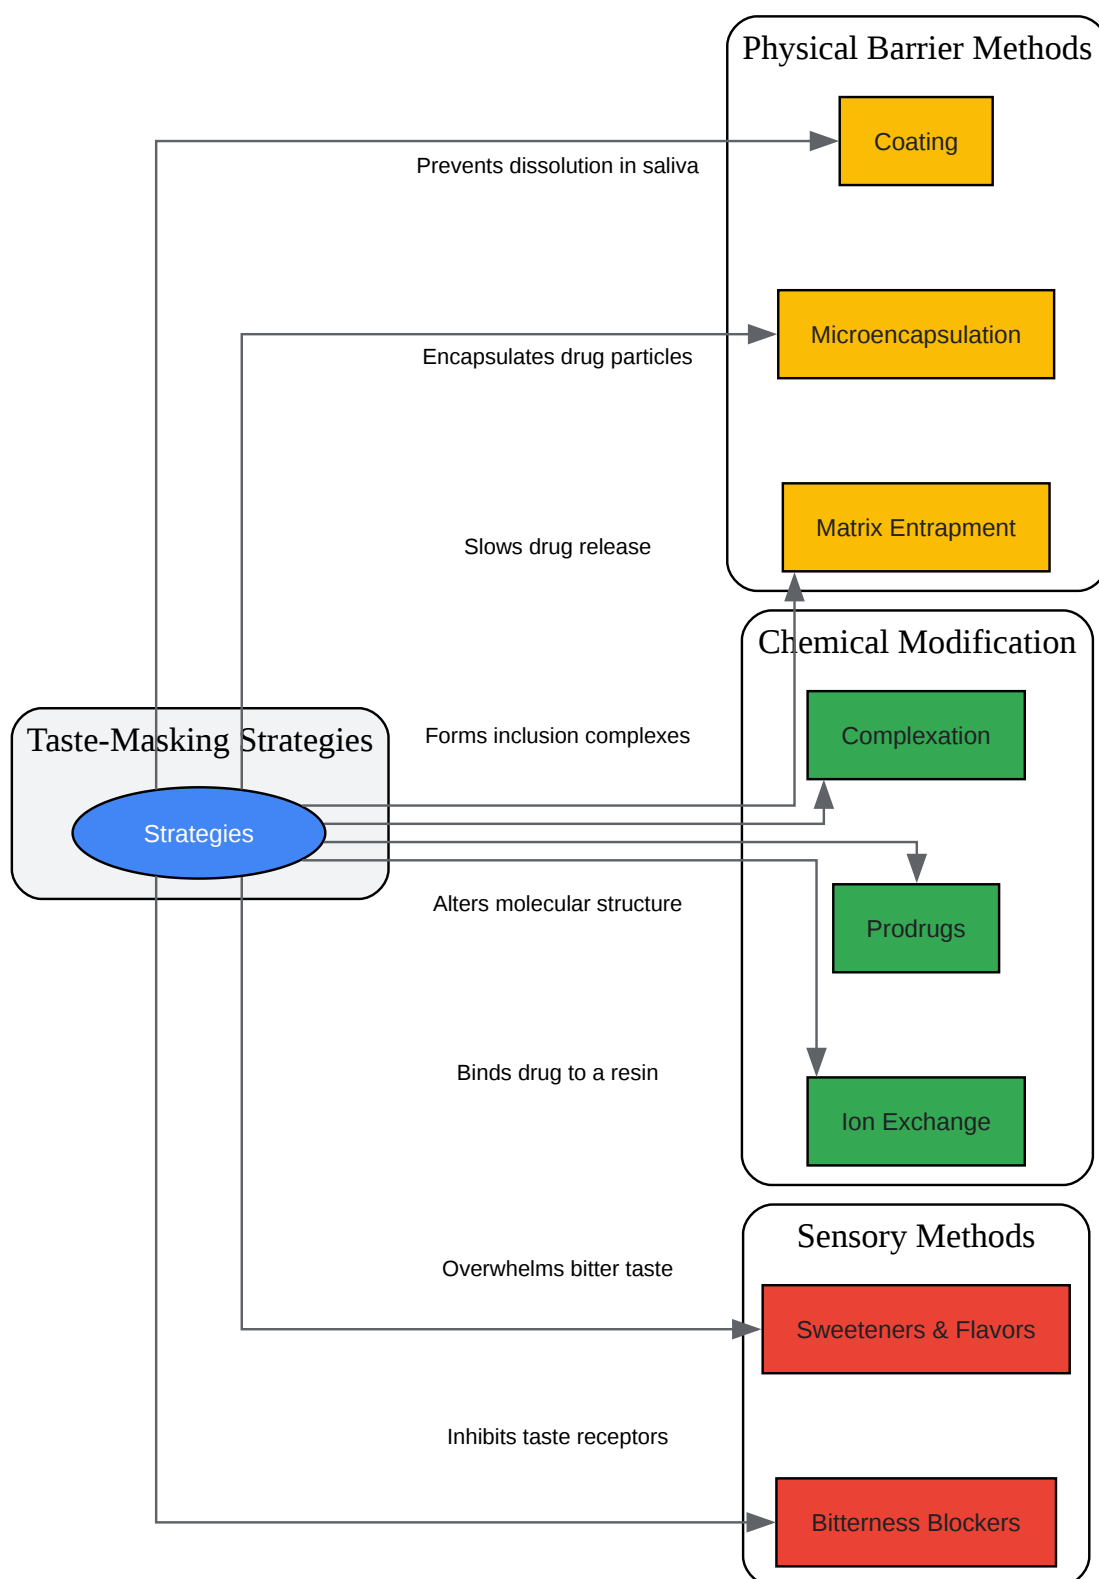 Physical Barrier Methods
Coating
Prevents dissolution in saliva
Microencapsulation
Encapsulates drug particles
Matrix Entrapment
Slows drug release
Chemical Modification
Complexation
Forms inclusion complexes
Taste-Masking Strategies
Strategies
Alters molecular structure
Prodrugs
Binds drug to a resin
Ion Exchange
Sensory Methods
Overwhelms bitter taste
Sweeteners & Flavors
Inhibits taste receptors
Bitterness Blockers